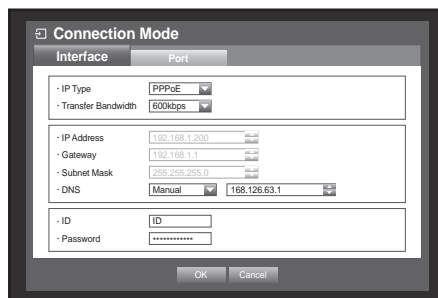 Connection Mode
Interface Port
· IP Type PPPoE
· Transfer Bandwidth 600kbps
· IP Address 192.168.1.200
· Gateway 192.168.1.1
· Subnet Mask 255.255.255.0
· DNS Manual 168.126.63.1
· ID ID
· Password ************
OK Cancel